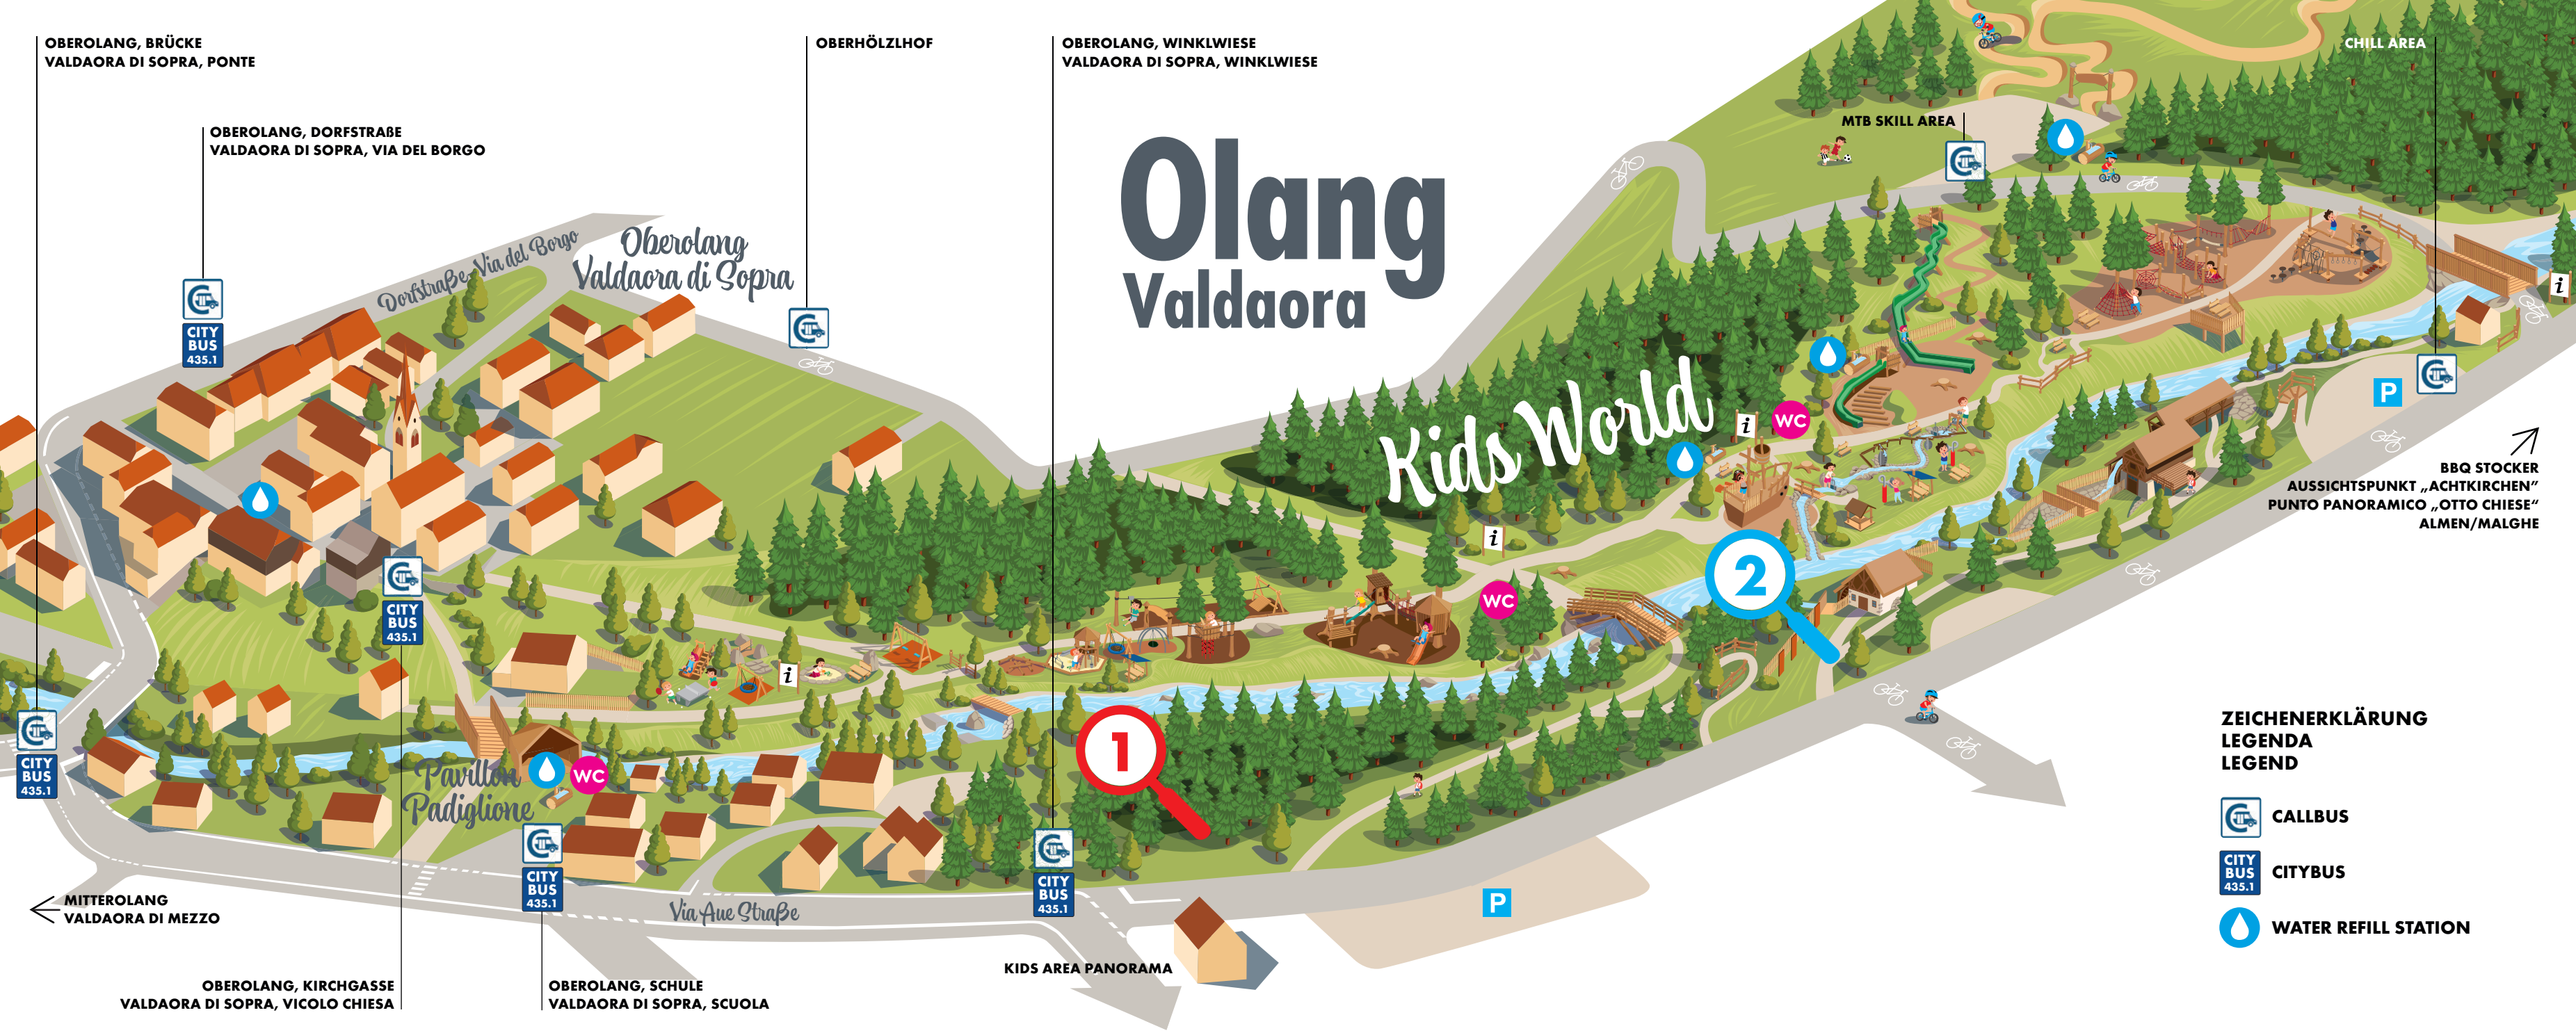 OBEROLANG, BRÜCKE
VALDAORA DI SOPRA, PONTE
OBERHÖLZLHOF
OBEROLANG, WINKLWIESE
VALDAORA DI SOPRA, WINKLWIESE
CHILL AREA
OBEROLANG, DORFSTRAßE
VALDAORA DI SOPRA, VIA DEL BORGO
MTB SKILL AREA
Olang
Valdaora
Dorfstraße-Via del Borgo
Oberolang
Valdaora di Sopra
CITY
BUS
435.1
i
Kids World
P
WC
i
BBQ STOCKER
AUSSICHTSPUNKT „ACHTKIRCHEN”
PUNTO PANORAMICO „OTTO CHIESE“
ALMEN/MALGHE
i
2
WC
CITY
BUS
435.1
i
1
CITY
BUS
435.1
Pavillon
Padiglione
WC
ZEICHENERKLÄRUNG
LEGENDA
LEGEND
CALLBUS
CITY
BUS
435.1
CITYBUS
WATER REFILL STATION
CITY
BUS
435.1
CITY
BUS
435.1
P
Via Aue Straße
MITTEROLANG
VALDAORA DI MEZZO
KIDS AREA PANORAMA
OBEROLANG, KIRCHGASSE
VALDAORA DI SOPRA, VICOLO CHIESA
OBEROLANG, SCHULE
VALDAORA DI SOPRA, SCUOLA